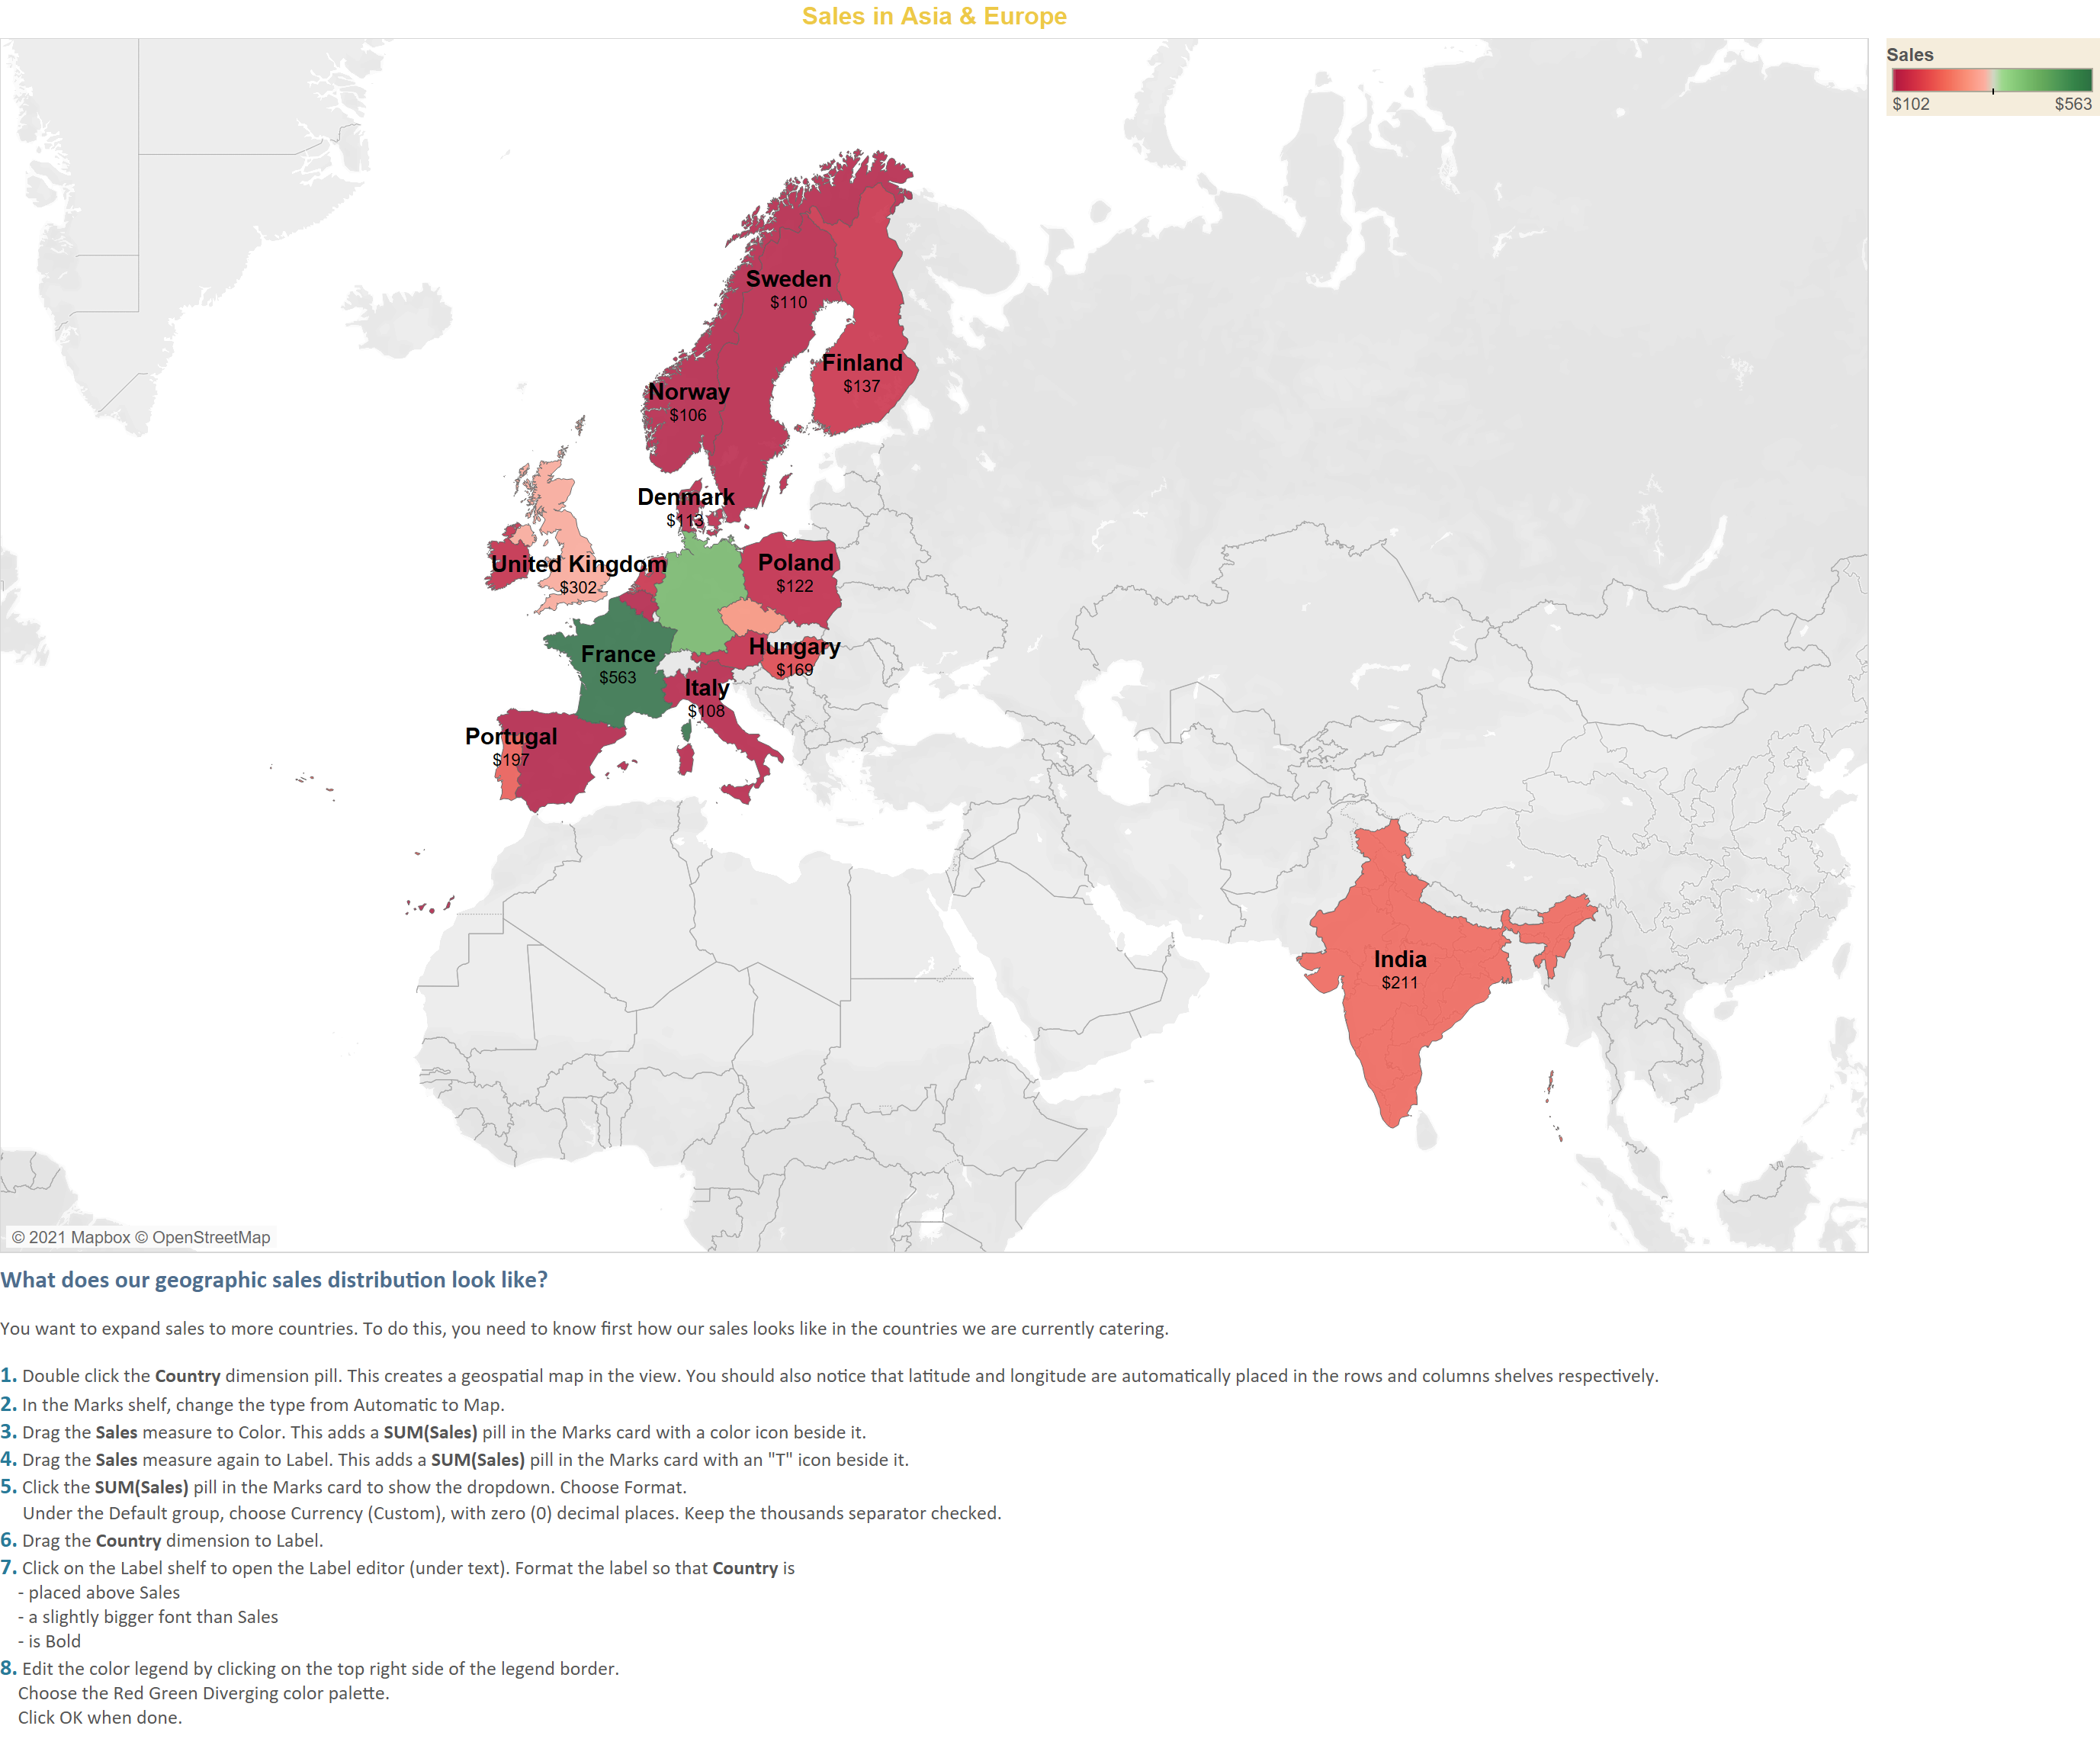 Sales in Asia & Europe
Sales
$102 $563
Sweden
$110
Finland
$137
Norway
$106
Denmark
$113
United Kingdom
$302
Poland
$122
France
$563
Hungary
$169
Italy
$108
Portugal
$197
India
$211
© 2021 Mapbox © OpenStreetMap
What does our geographic sales distribution look like?
You want to expand sales to more countries. To do this, you need to know first how our sales looks like in the countries we are currently catering.
1. Double click the Country dimension pill. This creates a geospatial map in the view. You should also notice that latitude and longitude are automatically placed in the rows and columns shelves respectively.
2. In the Marks shelf, change the type from Automatic to Map.
3. Drag the Sales measure to Color. This adds a SUM(Sales) pill in the Marks card with a color icon beside it.
4. Drag the Sales measure again to Label. This adds a SUM(Sales) pill in the Marks card with an "T" icon beside it.
5. Click the SUM(Sales) pill in the Marks card to show the dropdown. Choose Format.
Under the Default group, choose Currency (Custom), with zero (0) decimal places. Keep the thousands separator checked.
6. Drag the Country dimension to Label.
7. Click on the Label shelf to open the Label editor (under text). Format the label so that Country is
- placed above Sales
- a slightly bigger font than Sales
- is Bold
8. Edit the color legend by clicking on the top right side of the legend border.
Choose the Red Green Diverging color palette.
Click OK when done.